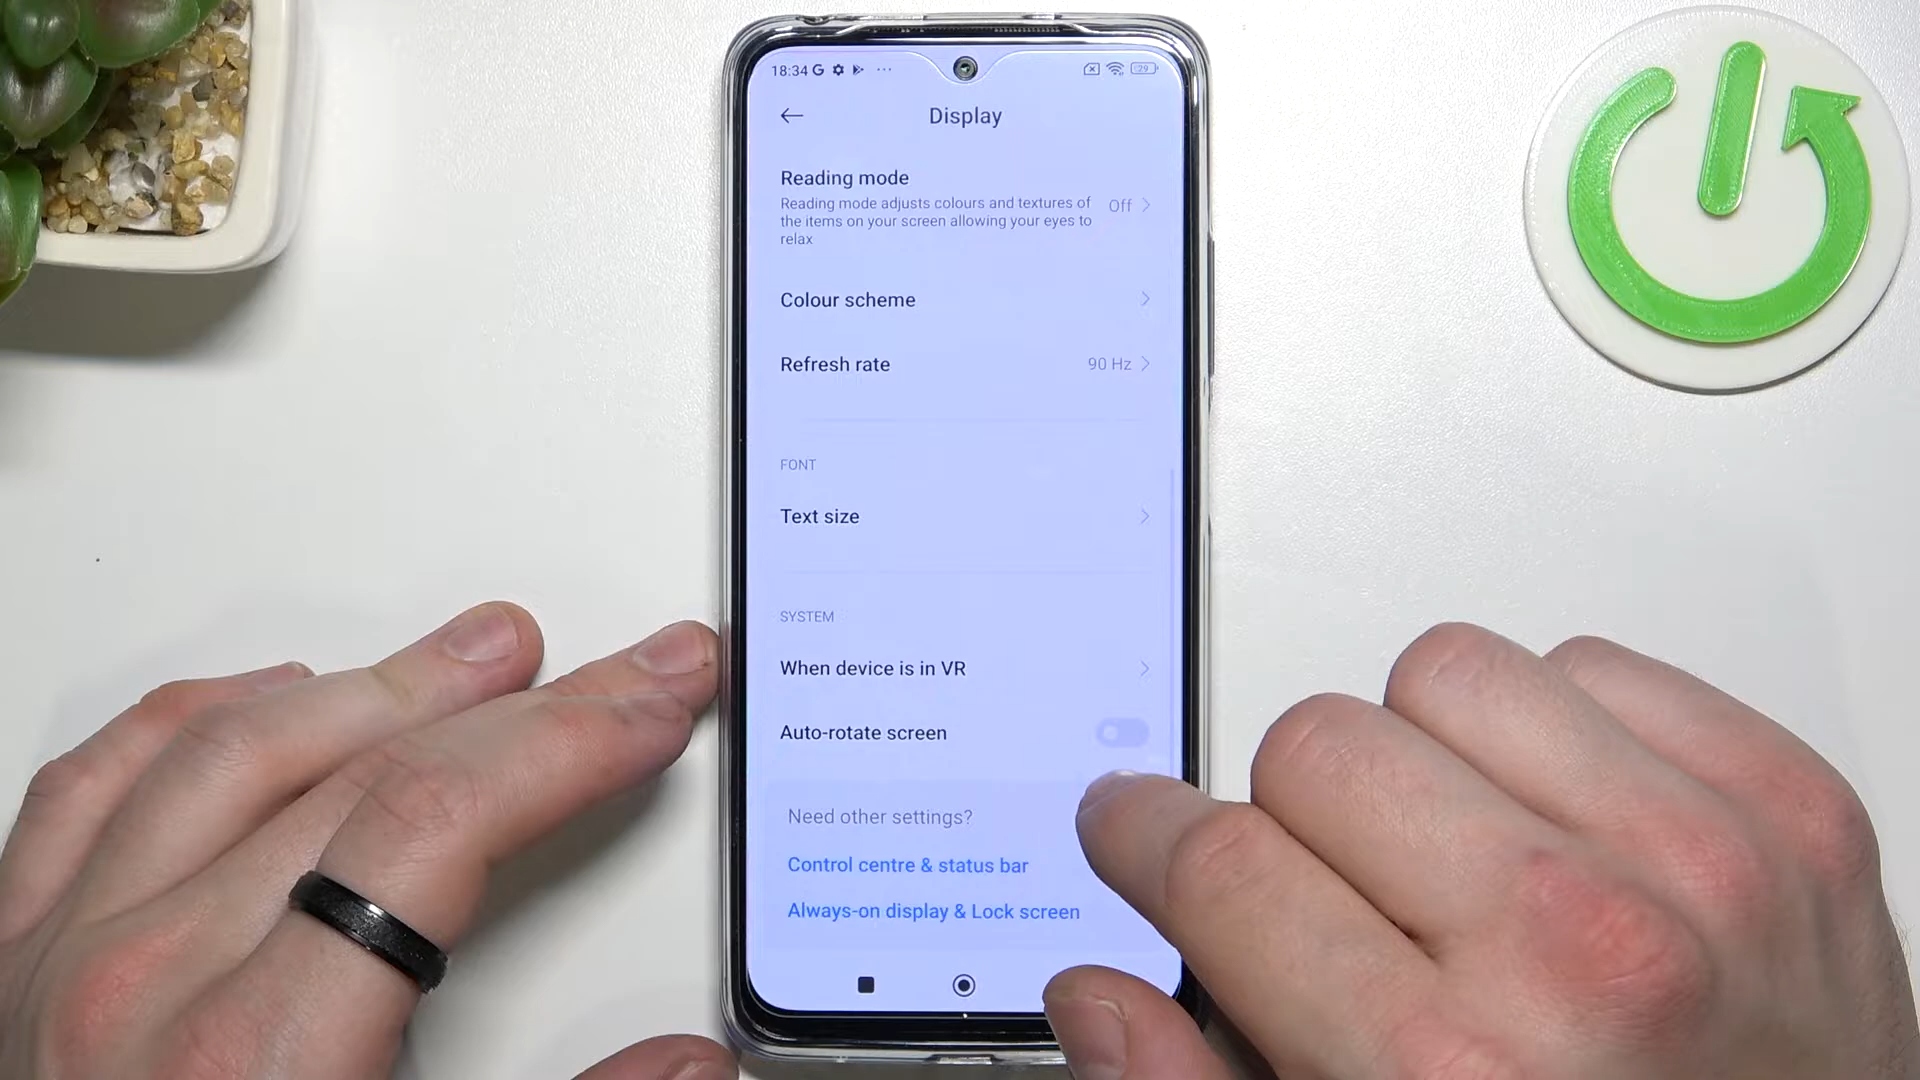 18:34
29
Display
Reading mode
Reading mode adjusts colours and textures of
the items on your screen allowing your eyes to
relax
Off
Colour scheme
Refresh rate
90 Hz
FONT
Text size
SYSTEM
When device is in VR
Auto-rotate screen
Need other settings?
Control centre & status bar
Always-on display & Lock screen